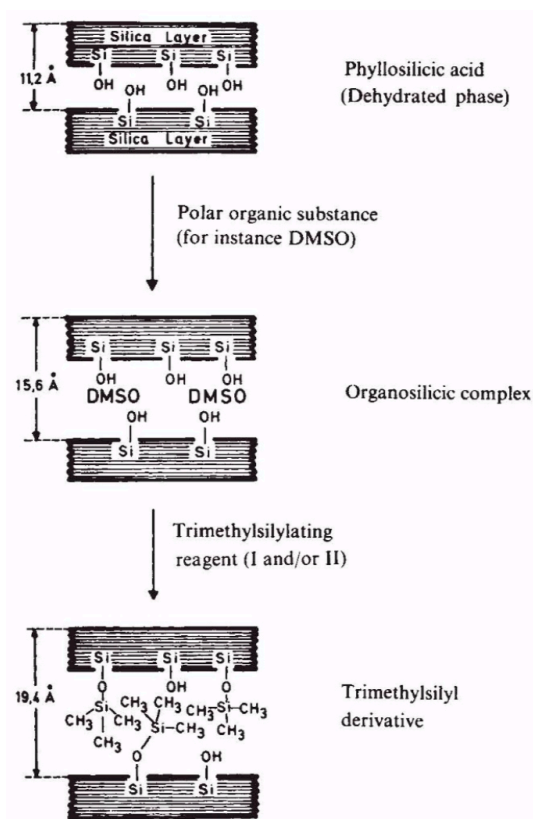 Silica Layer
Si Si Si
11,2 Å
OH OH OH
OH OH
Si Si
Silica Layer
Phyllosilicic acid
(Dehydrated phase)
Polar organic substance
(for instance DMSO)
Si Si Si
OH OH OH
15,6 Å
DMSO DMSO
OH OH
Si Si
Organosilicic complex
Trimethylsilylating
reagent (I and/or II)
Si Si Si
O OH O
19,4 Å
CH₃ Si CH₃ CH₃ CH₃ CH₃ Si CH₃
CH₃ Si CH₃ CH₃
O OH
Si Si
Trimethylsilyl
derivative